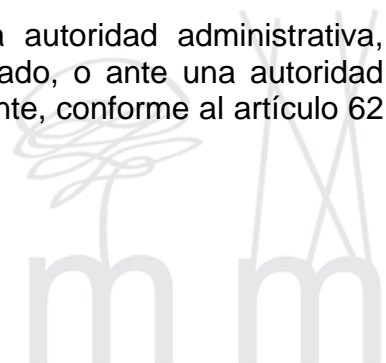 a autoridad administrativa,
ado, o ante una autoridad
nte, conforme al artículo 62
m m